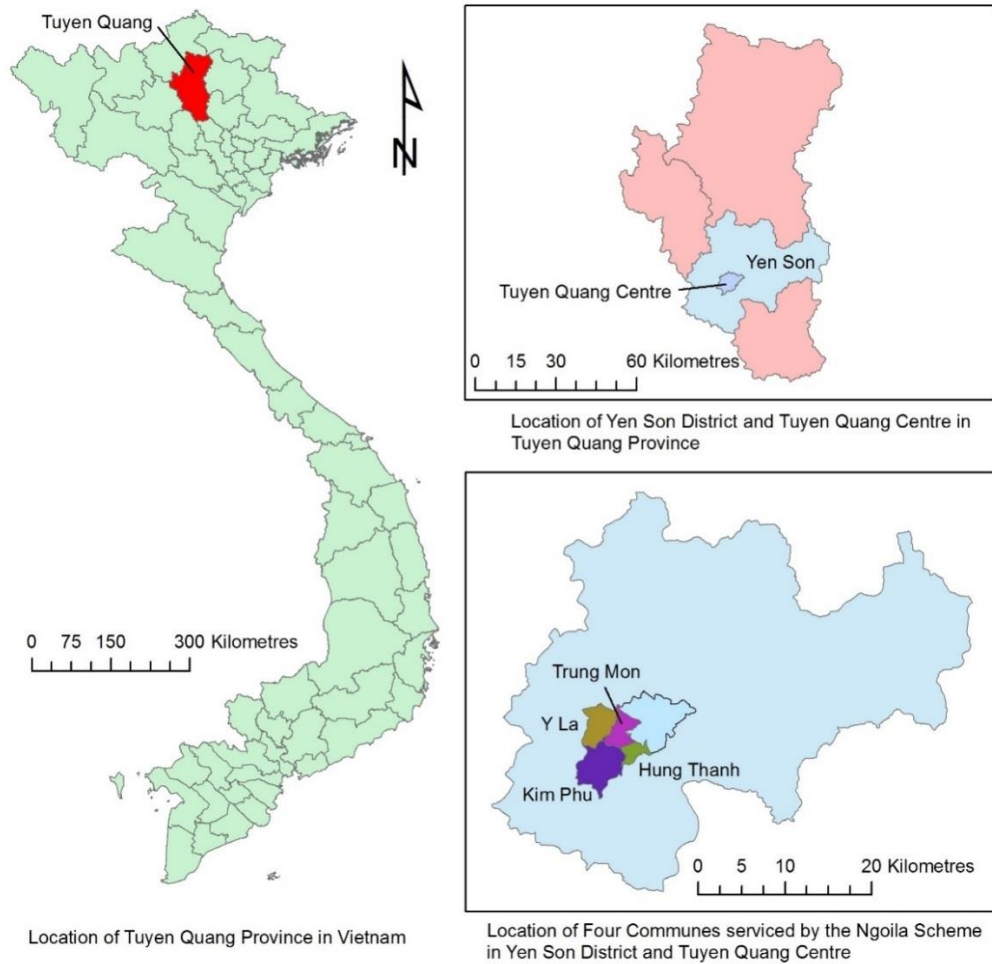 Tuyen Quang
N
0 75 150 300 Kilometres
Location of Tuyen Quang Province in Vietnam
Yen Son
Tuyen Quang Centre
0 15 30 60 Kilometres
Location of Yen Son District and Tuyen Quang Centre in
Tuyen Quang Province
Trung Mon
Y La
Hung Thanh
Kim Phu
0 5 10 20 Kilometres
Location of Four Communes serviced by the Ngoila Scheme
in Yen Son District and Tuyen Quang Centre